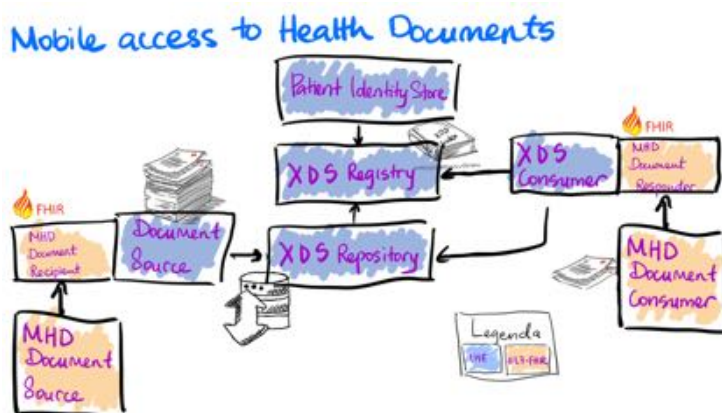 Mobile access to Health Documents
Patient Identity Store
FHIR
XDS Registry
XDS
Consumer
MHD
Document
Responder
FHIR
MHD
Document
Recipient
Document
Source
XDS Repository
MHD
Document
Consumer
MHD
Document
Source
Legenda
IHE
HL7-FHIR